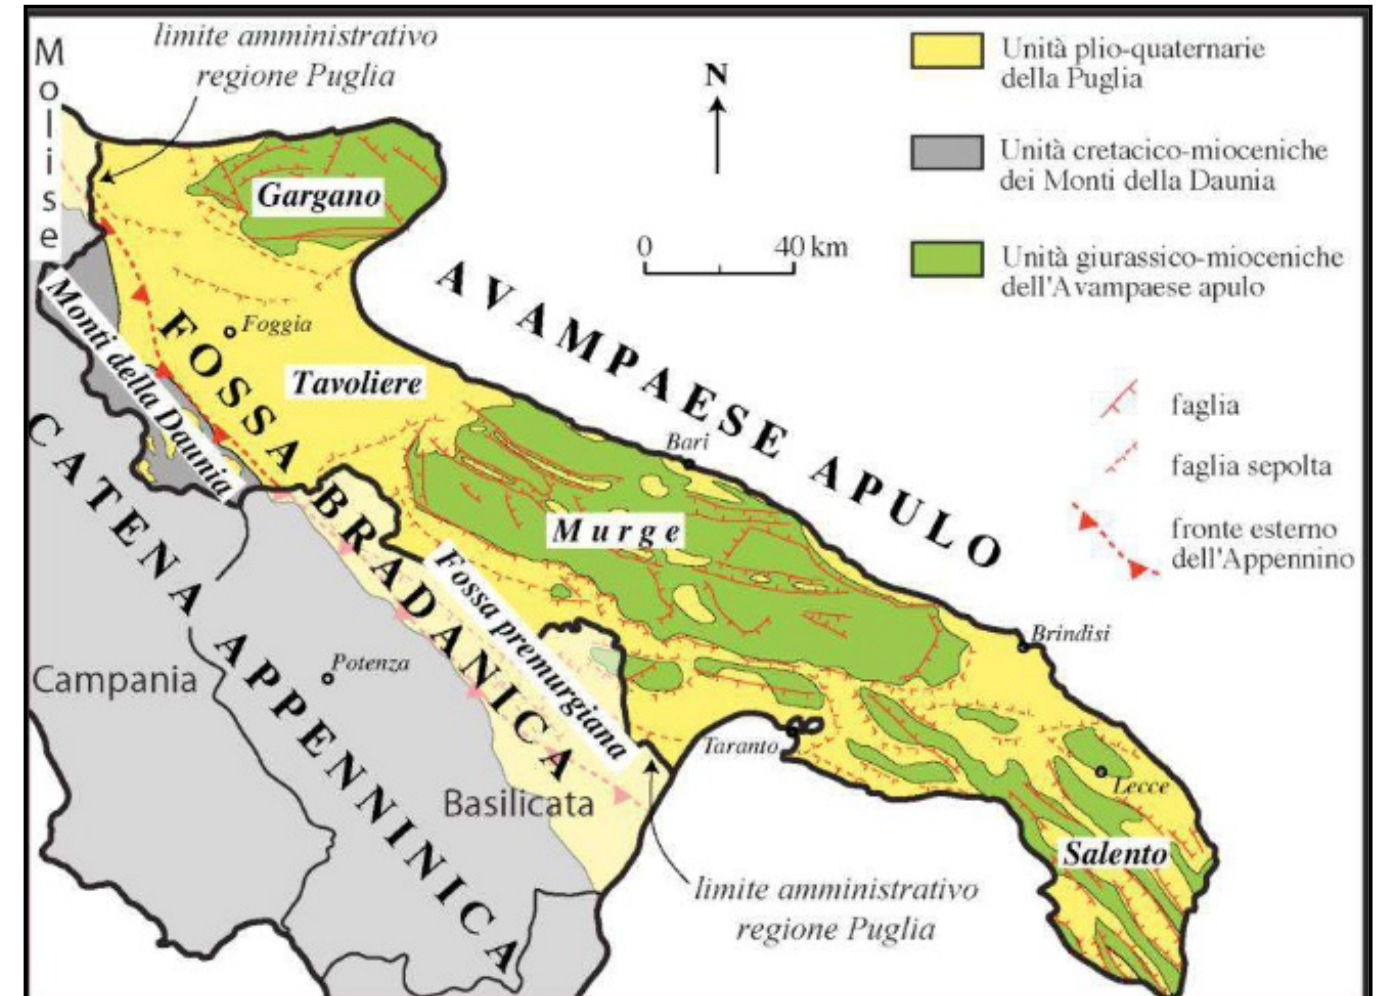 Molise
limite amministrativo
regione Puglia
N
0 40 km
Unità plio-quaternarie
della Puglia
Unità cretacico-mioceniche
dei Monti della Daunia
Unità giurassico-mioceniche
dell'Avampaese apulo
faglia
faglia sepolta
fronte esterno
dell'Appennino
Gargano
Foggia
Tavoliere
Monti della Daunia
FOSSA BRADANICA
AVAMPAESE APULO
CATENA APPENNINICA
Bari
Murge
Fossa premurgiana
Brindisi
Potenza
Campania
Taranto
Lecce
Basilicata
Salento
limite amministrativo
regione Puglia